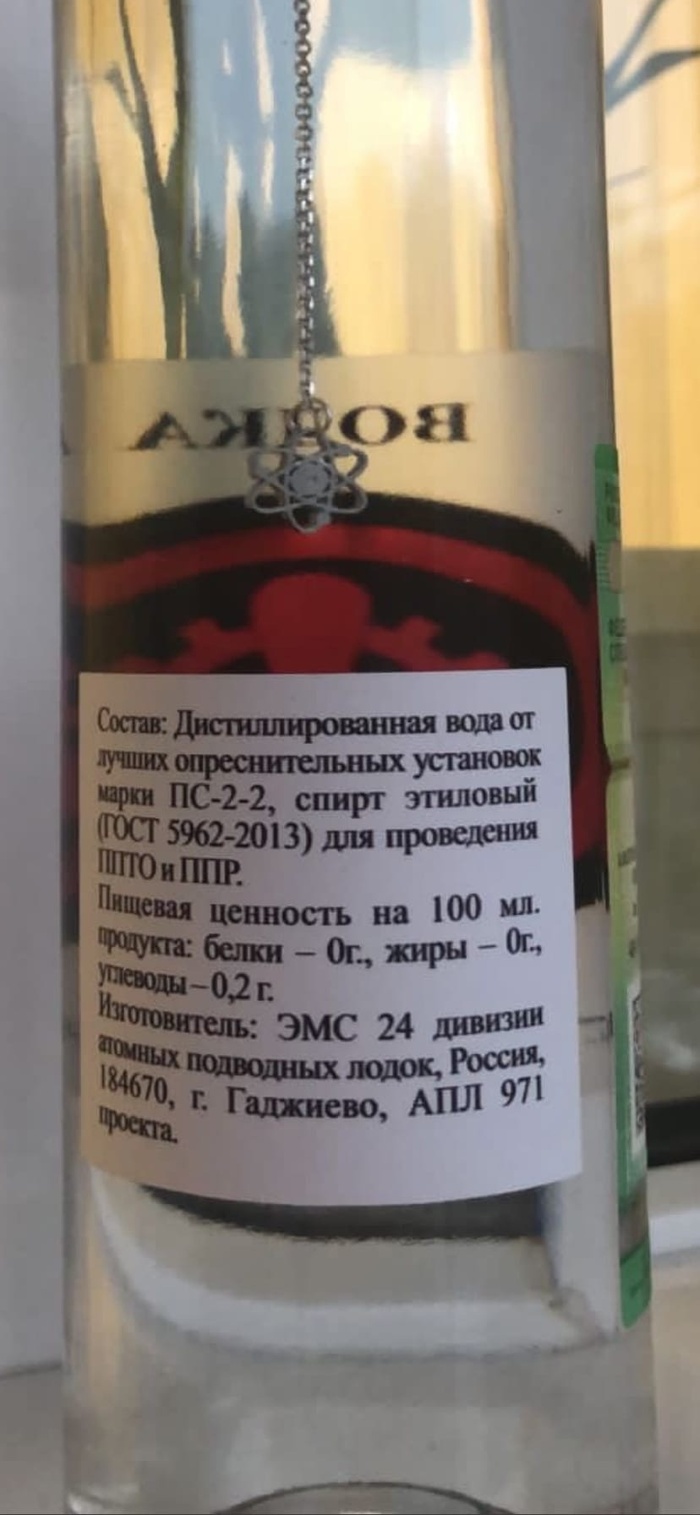 ВОДКА
Состав: Дистиллированная вода от
лучших опреснительных установок
марки ПС-2-2, спирт этиловый
(ГОСТ 5962-2013) для проведения
ППТО и ППР.
Пищевая ценность на 100 мл.
продукта: белки – 0г., жиры – 0г.,
углеводы – 0,2 г.
Изготовитель: ЭМС 24 дивизии
атомных подводных лодок, Россия,
184670, г. Гаджиево, АПЛ 971
проекта.